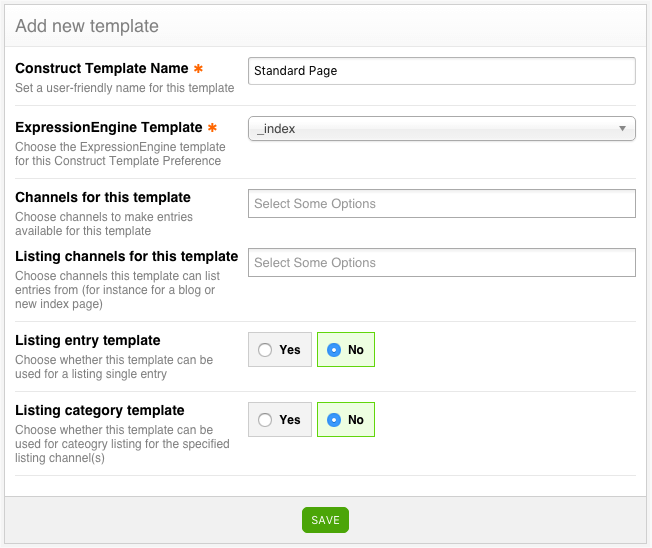 Add new template
Construct Template Name *
Set a user-friendly name for this template
Standard Page
ExpressionEngine Template *
Choose the ExpressionEngine template
for this Construct Template Preference
_index
Channels for this template
Choose channels to make entries
available for this template
Select Some Options
Listing channels for this template
Choose channels this template can list
entries from (for instance for a blog or
new index page)
Select Some Options
Listing entry template
Choose whether this template can be
used for a listing single entry
Yes No
Listing category template
Choose whether this template can be
used for cateogry listing for the specified
listing channel(s)
Yes No
SAVE